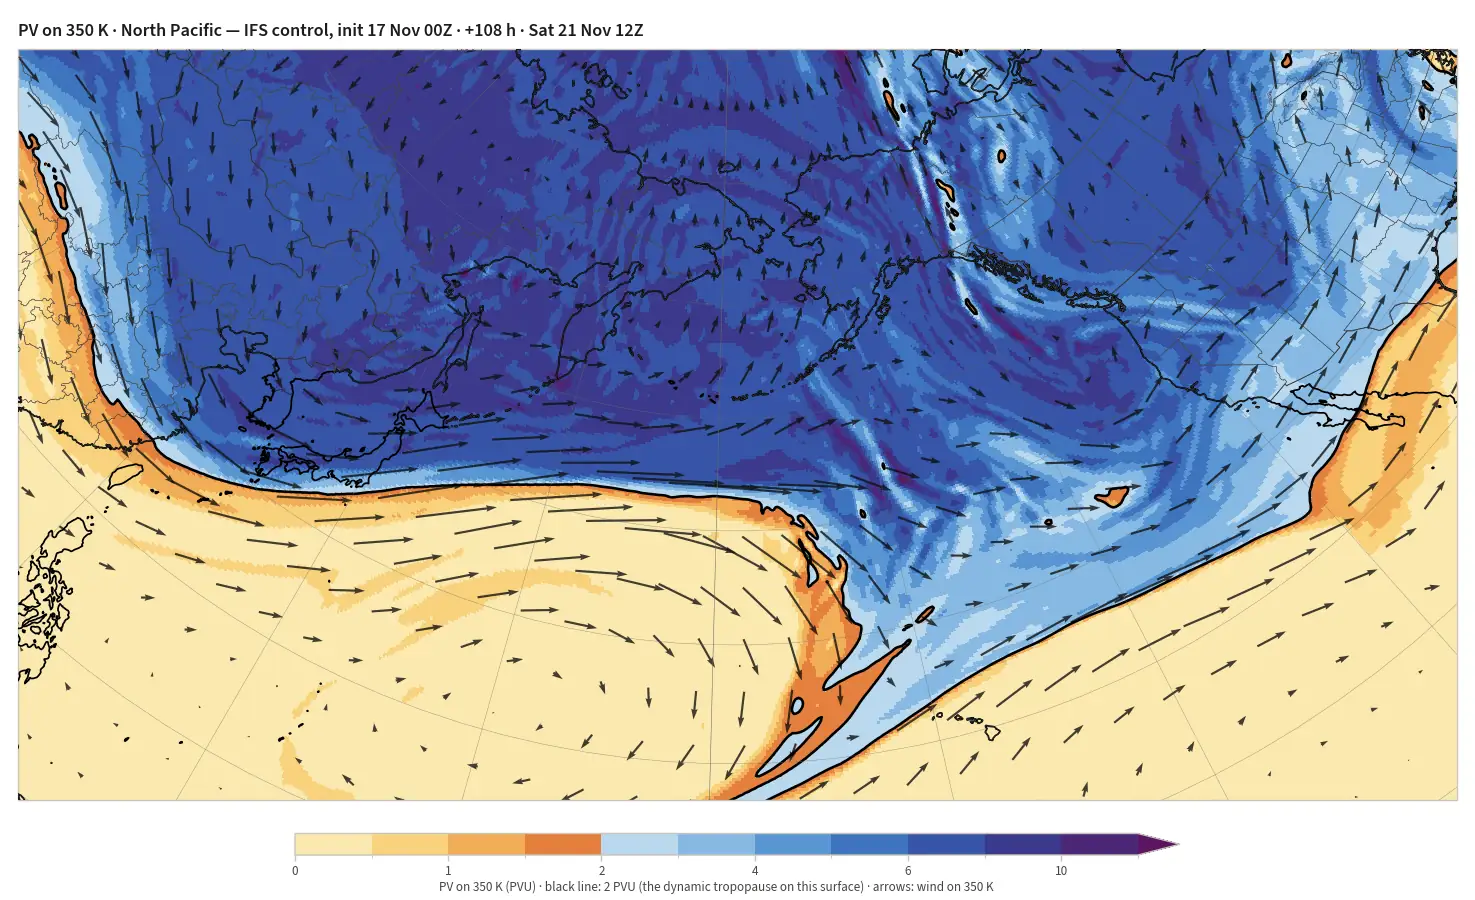 PV on 350 K · North Pacific — IFS control, init 17 Nov 00Z · +108 h · Sat 21 Nov 12Z
0 1 2 4 6 10
PV on 350 K (PVU) · black line: 2 PVU (the dynamic tropopause on this surface) · arrows: wind on 350 K